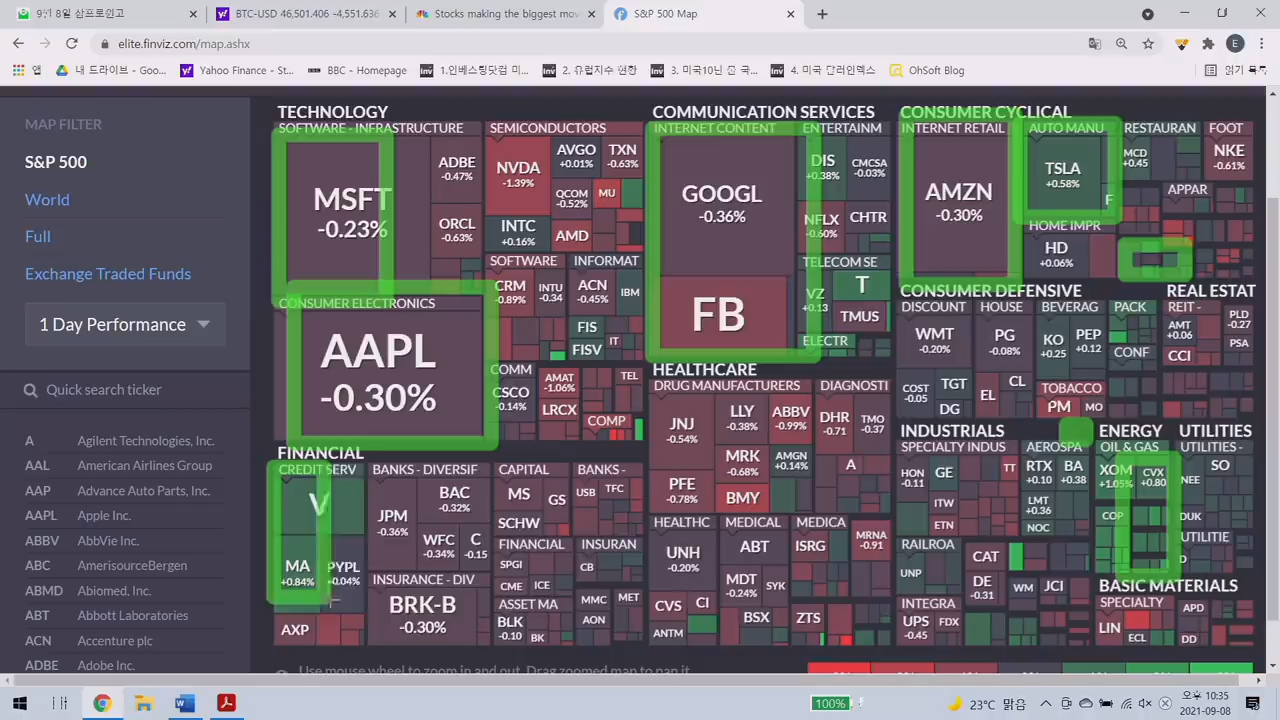 9월 8일 삼프로원고
BTC-USD 46,501.406 -4,551.636
Stocks making the biggest mov
S&P 500 Map
elite.finviz.com/map.ashx
E
앱
내 드라이브 - Goo...
Yahoo Finance - St...
BBC - Homepage
1.인베스팅닷컴 미...
2. 유럽지수 현황
3. 미국10년 존 국...
4. 미국 달러인덱스
OhSoft Blog
읽기 목록
MAP FILTER
S&P 500
World
Full
Exchange Traded Funds
1 Day Performance
Quick search ticker
A Agilent Technologies, Inc.
AAL American Airlines Group
AAP Advance Auto Parts, Inc.
AAPL Apple Inc.
ABBV AbbVie Inc.
ABC AmerisourceBergen
ABMD Abiomed, Inc.
ABT Abbott Laboratories
ACN Accenture plc
ADBE Adobe Inc.
TECHNOLOGY
SOFTWARE - INFRASTRUCTURE
MSFT
-0.23%
ADBE
-0.47%
ORCL
-0.63%
SEMICONDUCTORS
NVDA
-1.39%
AVGO
+0.01%
TXN
-0.63%
QCOM
-0.52%
MU
INTC
+0.16%
AMD
CONSUMER ELECTRONICS
AAPL
-0.30%
SOFTWARE
CRM
-0.89%
INTU
-0.34
INFORMAT
ACN
-0.45%
IBM
FIS
IT
FISV
COMM
CSCO
-0.14%
AMAT
-1.06%
LRCX
TEL
COMP
COMMUNICATION SERVICES
INTERNET CONTENT
GOOGL
-0.36%
FB
ENTERTAINM
DIS
+0.38%
CMCSA
-0.03%
NFLX
-0.60%
CHTR
TELECOM SE
VZ
+0.13
T
TMUS
ELECTR
CONSUMER CYCLICAL
INTERNET RETAIL
AMZN
-0.30%
AUTO MANU
TSLA
+0.58%
F
RESTAURAN
MCD
+0.45
FOOT
NKE
-0.61%
APPAR
HOME IMPR
HD
+0.06%
CONSUMER DEFENSIVE
DISCOUNT
WMT
-0.20%
COST
-0.05
TGT
DG
HOUSE
PG
-0.08%
EL
CL
BEVERAG
KO
+0.25
PEP
+0.12
TOBACCO
PM
MO
PACK
CONF
REAL ESTAT
REIT -
AMT
+0.06
CCI
PLD
-0.27
PSA
HEALTHCARE
DRUG MANUFACTURERS
JNJ
-0.54%
LLY
-0.38%
ABBV
-0.99%
MRK
-0.68%
AMGN
+0.14%
PFE
-0.78%
BMY
DIAGNOSTI
DHR
-0.71
TMO
-0.37
A
HEALTHC
UNH
-0.20%
CVS
CI
ANTM
MEDICAL
ABT
MDT
-0.24%
SYK
BSX
MEDICA
ISRG
MRNA
-0.91
ZTS
FINANCIAL
CREDIT SERV
V
MA
+0.84%
PYPL
+0.04%
AXP
BANKS - DIVERSIF
JPM
-0.36%
BAC
-0.32%
WFC
-0.34%
C
-0.15
INSURANCE - DIV
BRK-B
-0.30%
CAPITAL
MS
GS
SCHW
BANKS -
USB
TFC
FINANCIAL
SPGI
CME
ICE
INSURAN
CB
MMC
MET
AON
ASSET MA
BLK
-0.10
BK
INDUSTRIALS
SPECIALTY INDUS
HON
-0.11
GE
TT
ITW
ETN
AEROSPA
RTX
+0.10
BA
+0.38
LMT
+0.36
NOC
RAILROA
UNP
CAT
DE
-0.31
WM
JCI
INTEGRA
UPS
-0.45
FDX
ENERGY
OIL & GAS
XOM
+1.05%
CVX
+0.80
COP
UTILITIES
UTILITIES -
SO
NEE
DUK
UTILITIE
D
BASIC MATERIALS
SPECIALTY
LIN
ECL
APD
DD
Use mouse wheel to zoom in and out. Drag zoomed map to pan it
100%
23°C 맑음
오후 10:35
2021-09-08